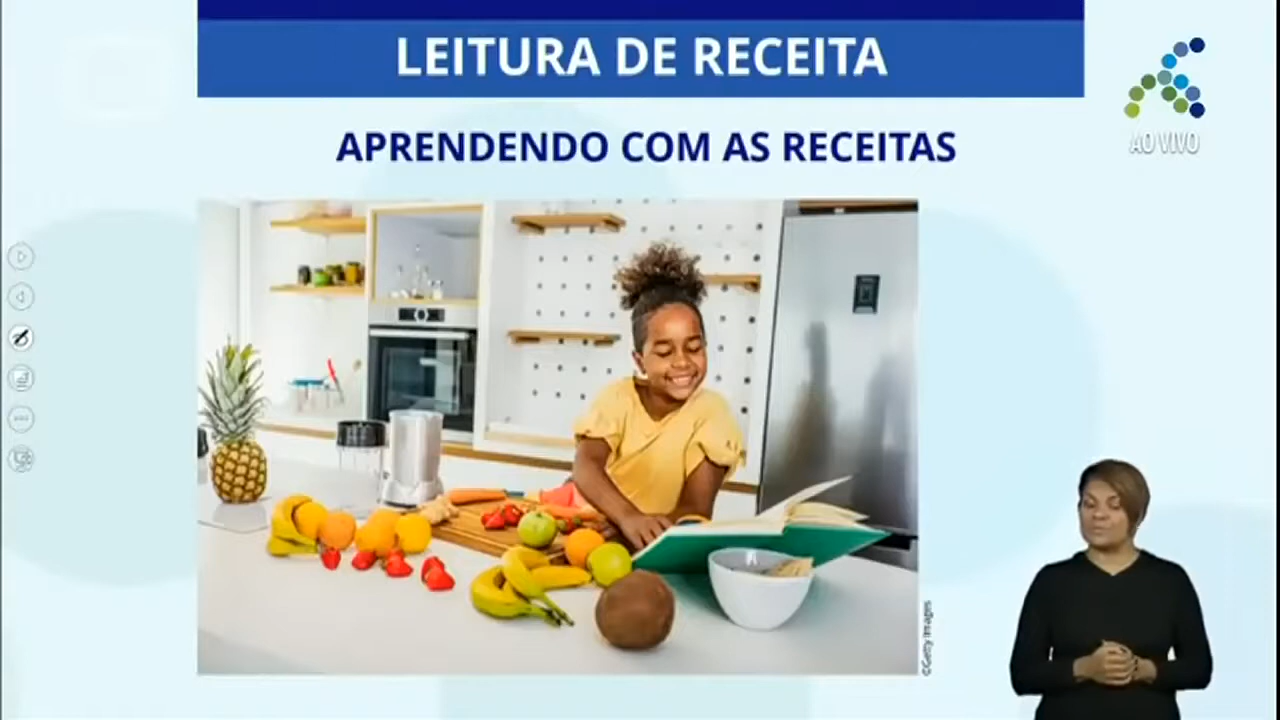 LEITURA DE RECEITA
APRENDENDO COM AS RECEITAS
AO VIVO
©Getty Images